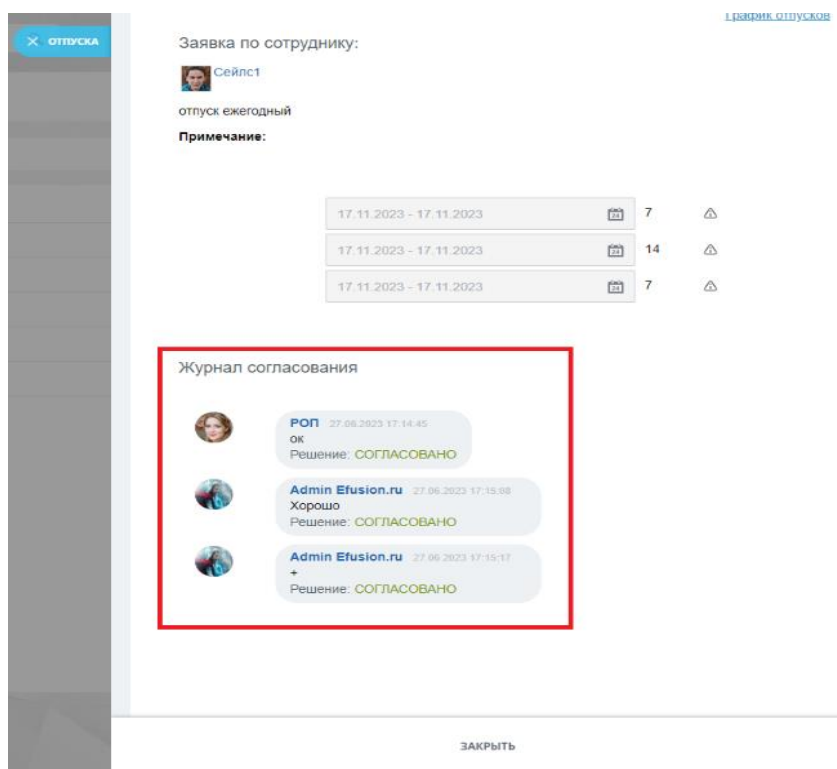 График отпусков
× ОТПУСКА
Заявка по сотруднику:
Сейлс1
отпуск ежегодный
Примечание:
17.11.2023 - 17.11.2023 24 7
17.11.2023 - 17.11.2023 24 14
17.11.2023 - 17.11.2023 24 7
Журнал согласования
РОП 27.06.2023 17:14:45
ок
Решение: СОГЛАСОВАНО
Admin Efusion.ru 27.06.2023 17:15:08
Хорошо
Решение: СОГЛАСОВАНО
Admin Efusion.ru 27.06.2023 17:15:17
+
Решение: СОГЛАСОВАНО
ЗАКРЫТЬ